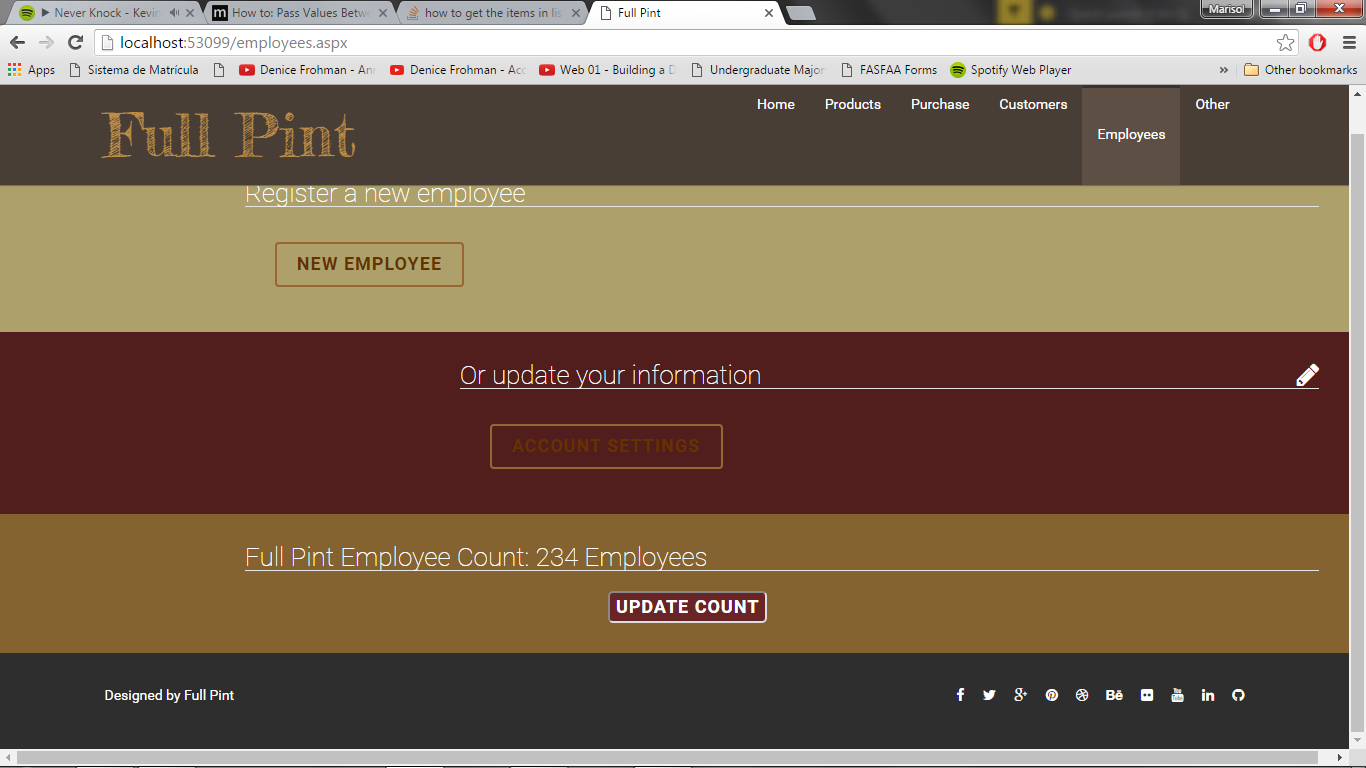 Never Knock - Kevin
How to: Pass Values Betwe
how to get the items in lis
Full Pint
Marisol
localhost:53099/employees.aspx
Apps
Sistema de Matrícula
Denice Frohman - Ann
Denice Frohman - Acc
Web 01 - Building a D
Undergraduate Major
FASFAA Forms
Spotify Web Player
»
Other bookmarks
Full Pint
Home
Products
Purchase
Customers
Employees
Other
Register a new employee
NEW EMPLOYEE
Or update your information
ACCOUNT SETTINGS
Full Pint Employee Count: 234 Employees
UPDATE COUNT
Designed by Full Pint